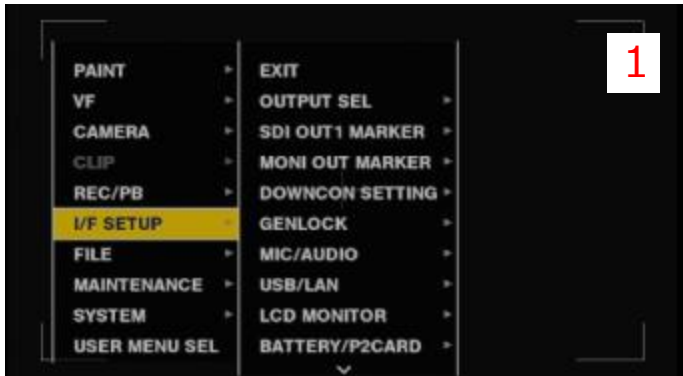 1
PAINT
VF
CAMERA
CLIP
REC/PB
I/F SETUP
FILE
MAINTENANCE
SYSTEM
USER MENU SEL
EXIT
OUTPUT SEL
SDI OUT1 MARKER
MONI OUT MARKER
DOWNCON SETTING
GENLOCK
MIC/AUDIO
USB/LAN
LCD MONITOR
BATTERY/P2CARD